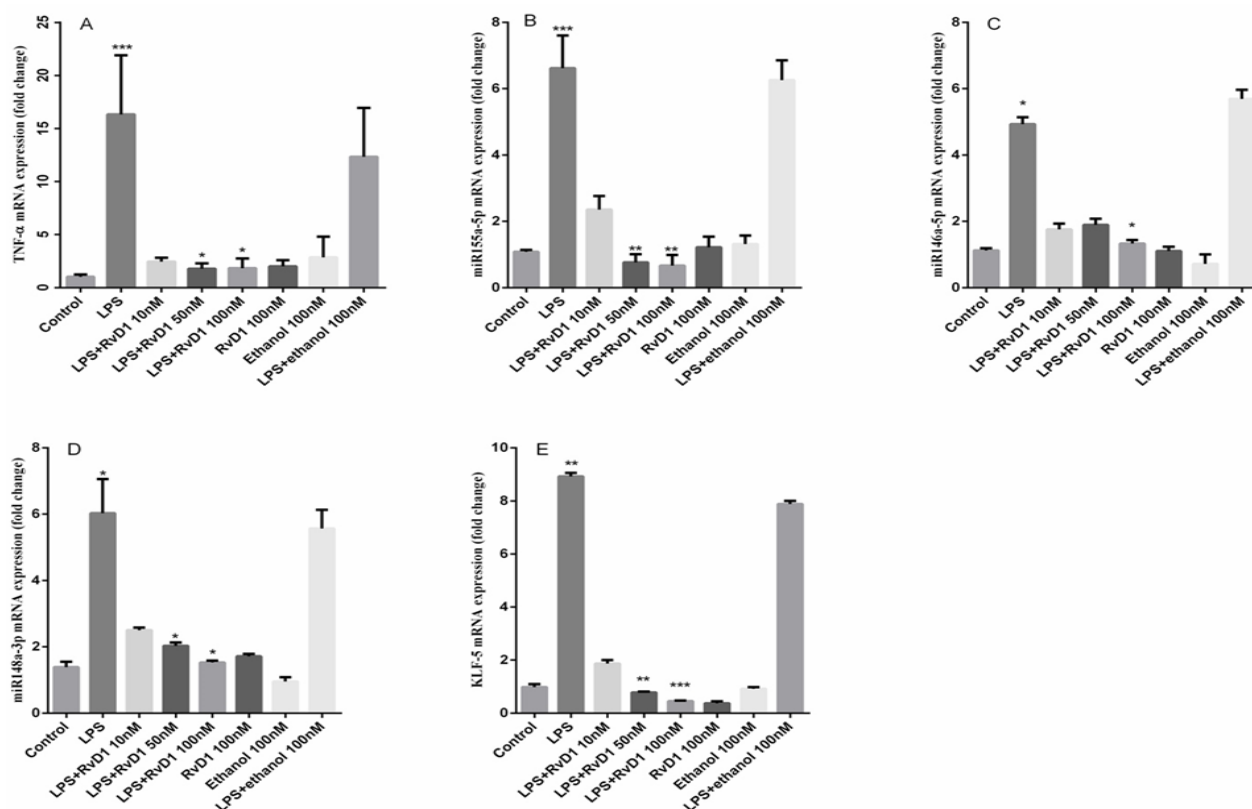 A
TNF-α mRNA expression (fold change)
25
20
15
10
5
0
***
*
*
Control
LPS
LPS+RvD1 10nM
LPS+RvD1 50nM
LPS+RvD1 100nM
RvD1 100nM
Ethanol 100nM
LPS+ethanol 100nM
B
miR155a-5p mRNA expression (fold change)
8
6
4
2
0
***
**
**
Control
LPS
LPS+RvD1 10nM
LPS+RvD1 50nM
LPS+RvD1 100nM
RvD1 100nM
Ethanol 100nM
LPS+ethanol 100nM
C
miR146a-5p mRNA expression (fold change)
8
6
4
2
0
*
*
Control
LPS
LPS+RvD1 10nM
LPS+RvD1 50nM
LPS+RvD1 100nM
RvD1 100nM
Ethanol 100nM
LPS+ethanol 100nM
D
miR148a-3p mRNA expression (fold change)
8
6
4
2
0
*
*
*
Control
LPS
LPS+RvD1 10nM
LPS+RvD1 50nM
LPS+RvD1 100nM
RvD1 100nM
Ethanol 100nM
LPS+ethanol 100nM
E
KLF-5 mRNA expression (fold change)
10
8
6
4
2
0
**
**
***
Control
LPS
LPS+RvD1 10nM
LPS+RvD1 50nM
LPS+RvD1 100nM
RvD1 100nM
Ethanol 100nM
LPS+ethanol 100nM